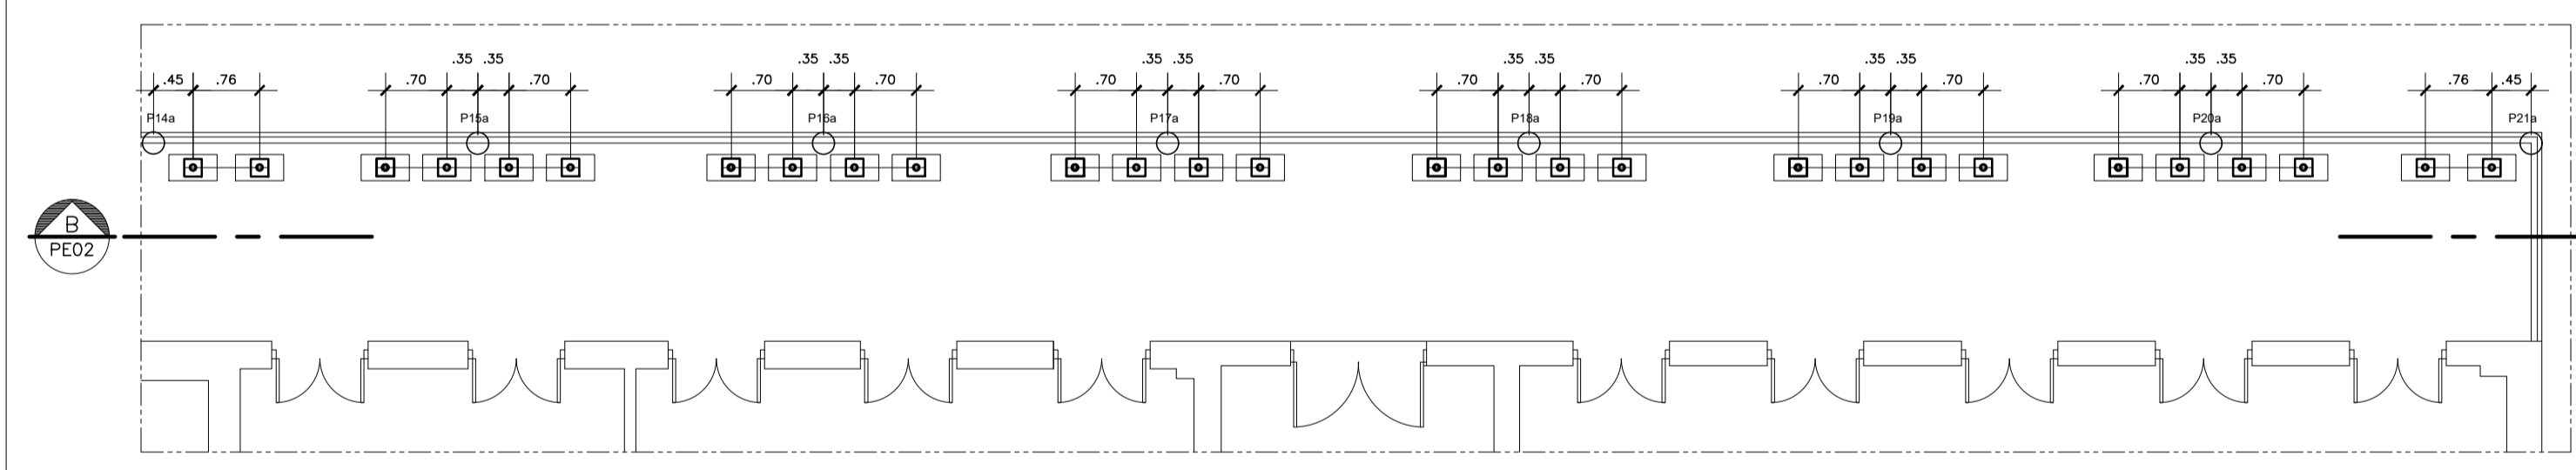 .35 .35 .35 .35 .35 .35 .35 .35 .35 .35 .35 .35
.45 .76 .70 .70 .70 .70 .70 .70 .70 .70 .70 .70 .70 .70 .76 .45
P14a P15a P16a P17a P18a P19a P20a P21a
B
PE02